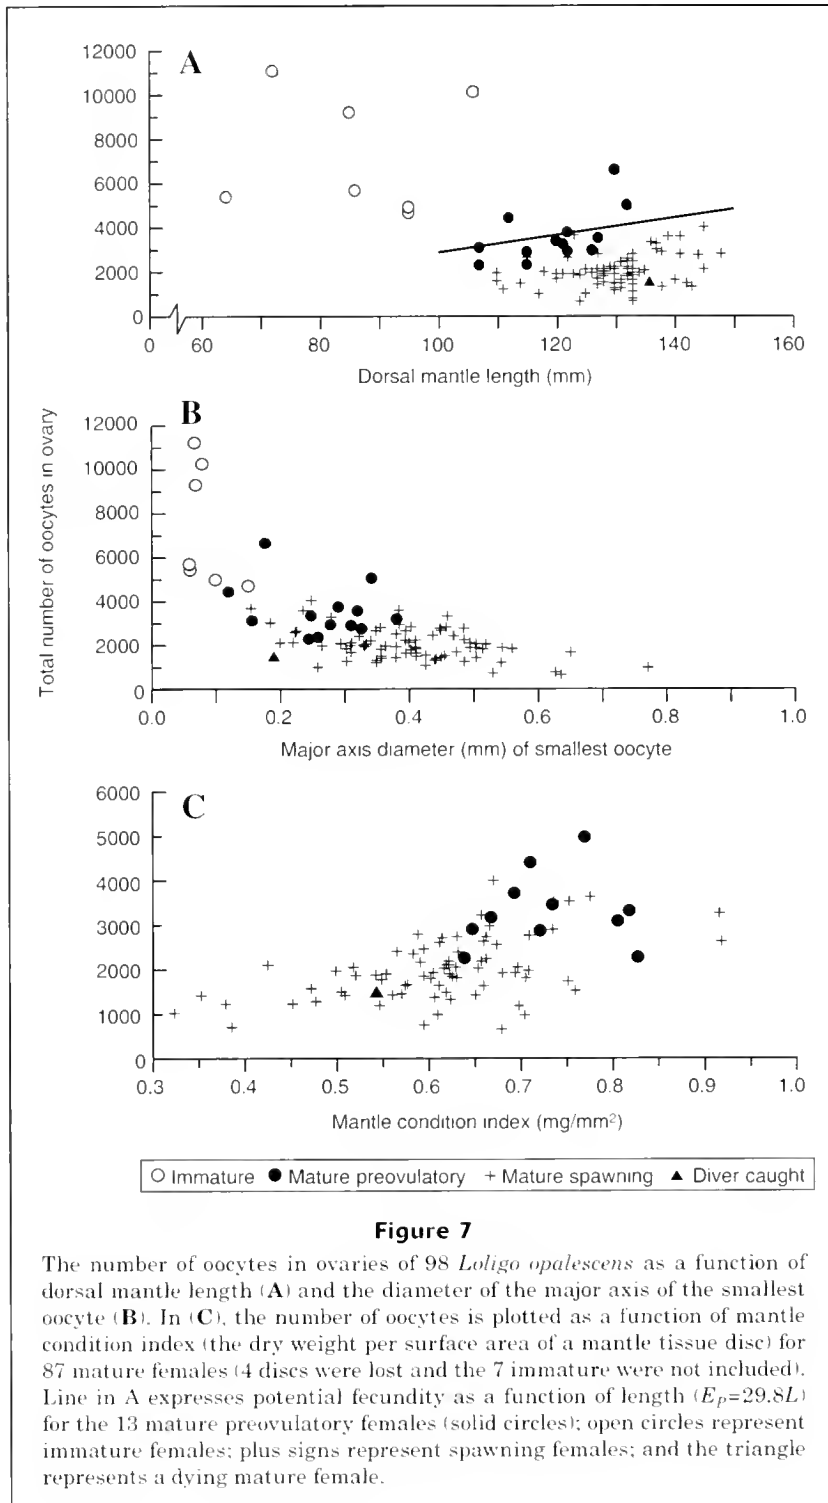 A
12000
10000
8000
6000
4000
2000
0
0 60 80 100 120 140 160
Dorsal mantle length (mm)
B
Total number of oocytes in ovary
12000
10000
8000
6000
4000
2000
0
0.0 0.2 0.4 0.6 0.8 1.0
Major axis diameter (mm) of smallest oocyte
C
6000
5000
4000
3000
2000
1000
0
0.3 0.4 0.5 0.6 0.7 0.8 0.9 1.0
Mantle condition index (mg/mm²)
Immature Mature preovulatory Mature spawning Diver caught
Figure 7
The number of oocytes in ovaries of 98 Loligo opalescens as a function of
dorsal mantle length (A) and the diameter of the major axis of the smallest
oocyte (B). In (C), the number of oocytes is plotted as a function of mantle
condition index (the dry weight per surface area of a mantle tissue disc) for
87 mature females (4 discs were lost and the 7 immature were not included).
Line in A expresses potential fecundity as a function of length (E_P=29.8L)
for the 13 mature preovulatory females (solid circles); open circles represent
immature females; plus signs represent spawning females; and the triangle
represents a dying mature female.